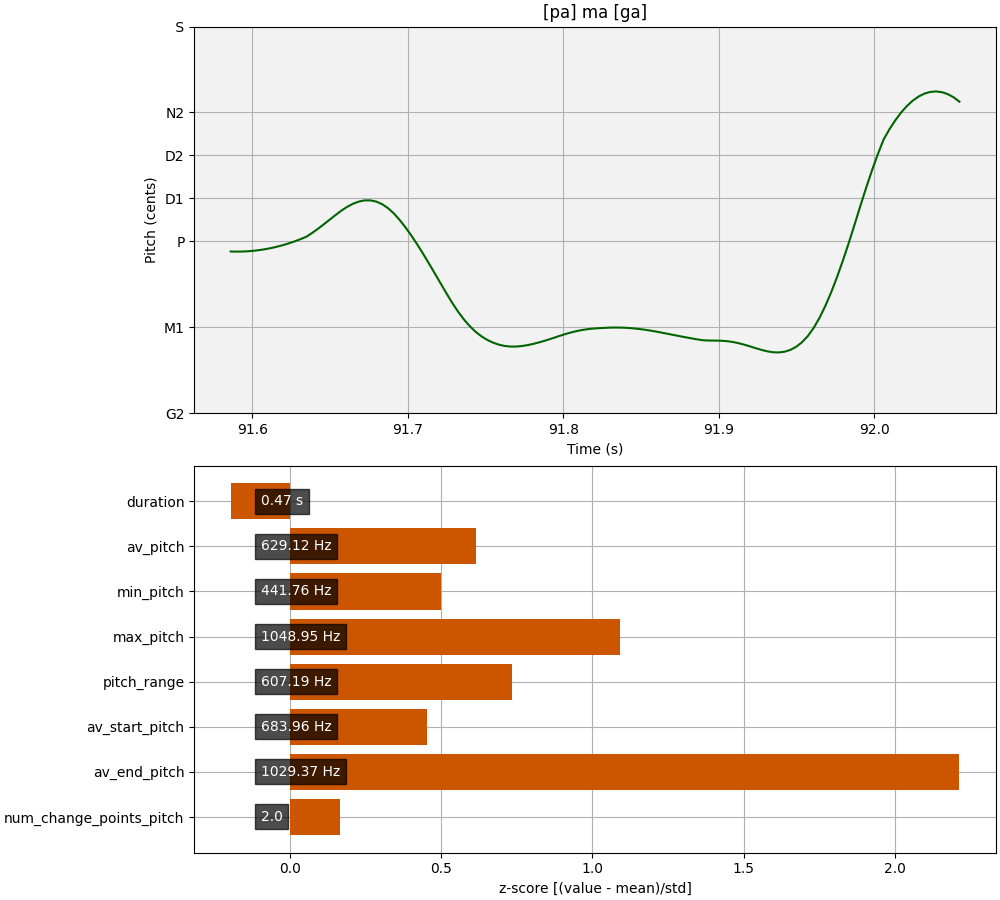 [pa] ma [ga]
S
N2
D2
D1
P
M1
G2
Pitch (cents)
91.6 91.7 91.8 91.9 92.0
Time (s)
duration 0.47 s
av_pitch 629.12 Hz
min_pitch 441.76 Hz
max_pitch 1048.95 Hz
pitch_range 607.19 Hz
av_start_pitch 683.96 Hz
av_end_pitch 1029.37 Hz
num_change_points_pitch 2.0
0.0 0.5 1.0 1.5 2.0
z-score [(value - mean)/std]